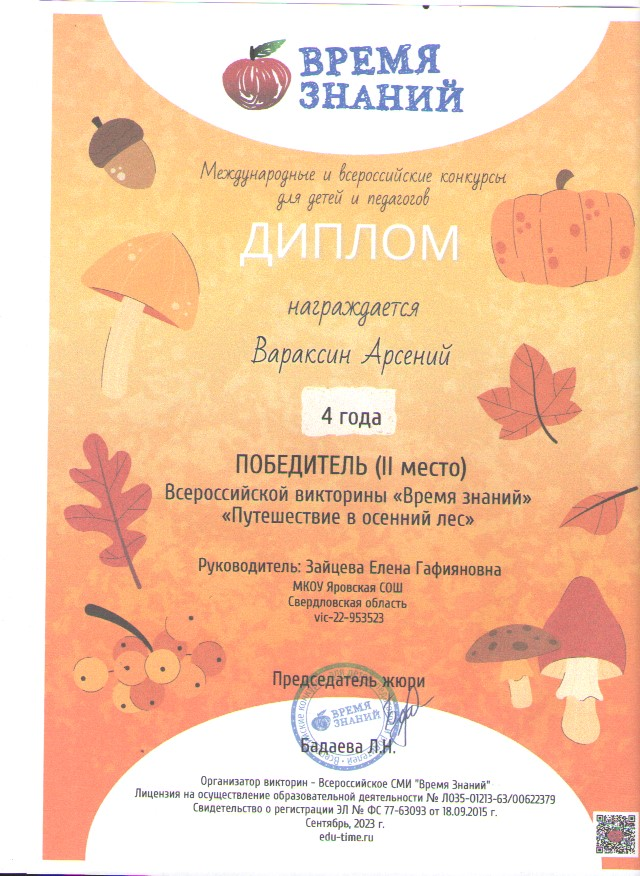 ВРЕМЯ
ЗНАНИЙ
Международные и всероссийские конкурсы
для детей и педагогов
ДИПЛОМ
награждается
Вараксин Арсений
4 года
ПОБЕДИТЕЛЬ (II место)
Всероссийской викторины «Время знаний»
«Путешествие в осенний лес»
Руководитель: Зайцева Елена Гафияновна
МКОУ Яровская СОШ
Свердловская область
vic-22-953523
Председатель жюри
ВРЕМЯ
ЗНАНИЙ
Бадаева Л.Н.
Организатор викторин - Всероссийское СМИ "Время Знаний"
Лицензия на осуществление образовательной деятельности № Л035-01213-63/00622379
Свидетельство о регистрации ЭЛ № ФС 77-63093 от 18.09.2015 г.
Сентябрь, 2023 г.
edu-time.ru